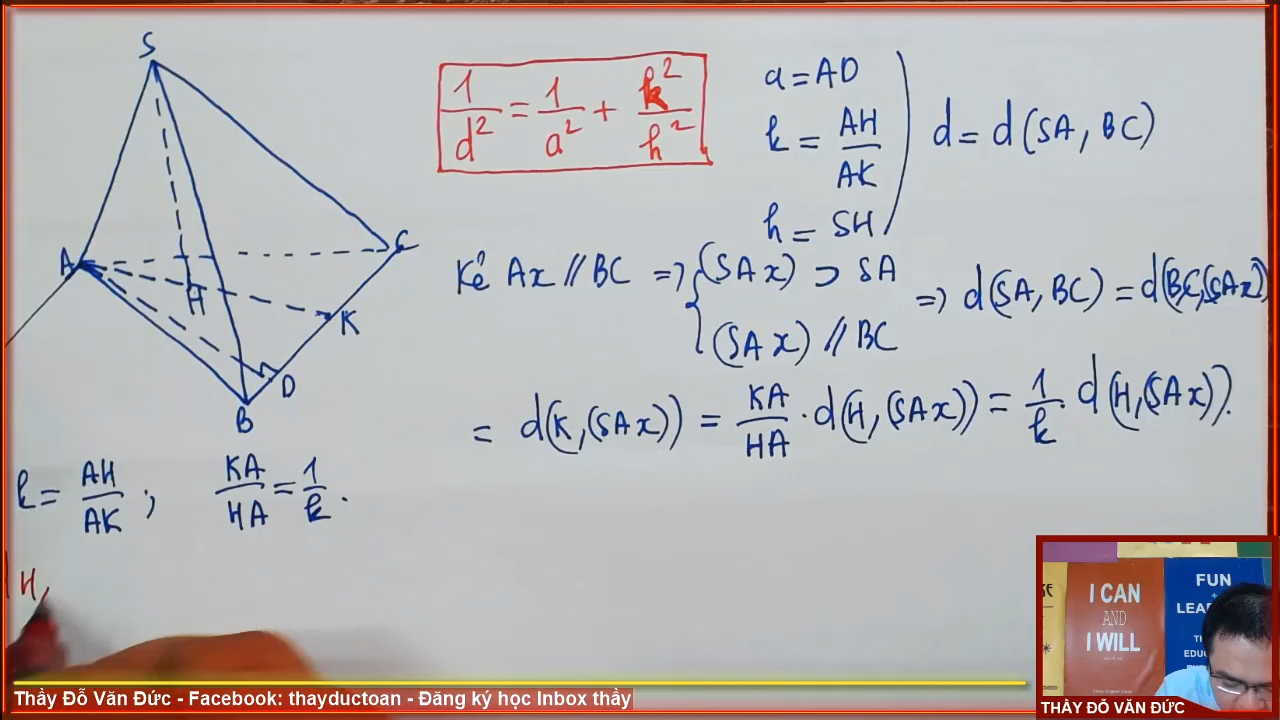 S
A
H
C
K
D
B
1/d² = 1/a² + k²/h²
a = AD
k = AH/AK
h = SH
d = d(SA, BC)
Kẻ Ax // BC => { (SAx) ⊃ SA
(SAx) // BC
=> d(SA, BC) = d(BC,(SAx))
= d(K,(SAx)) = KA/HA · d(H,(SAx)) = 1/k · d(H,(SAx)).
k = AH/AK ; KA/HA = 1/k .
H,
I CAN
AND
I WILL
FUN
+
Thầy Đỗ Văn Đức - Facebook: thayductoan - Đăng ký học Inbox thầy
THẦY ĐỖ VĂN ĐỨC